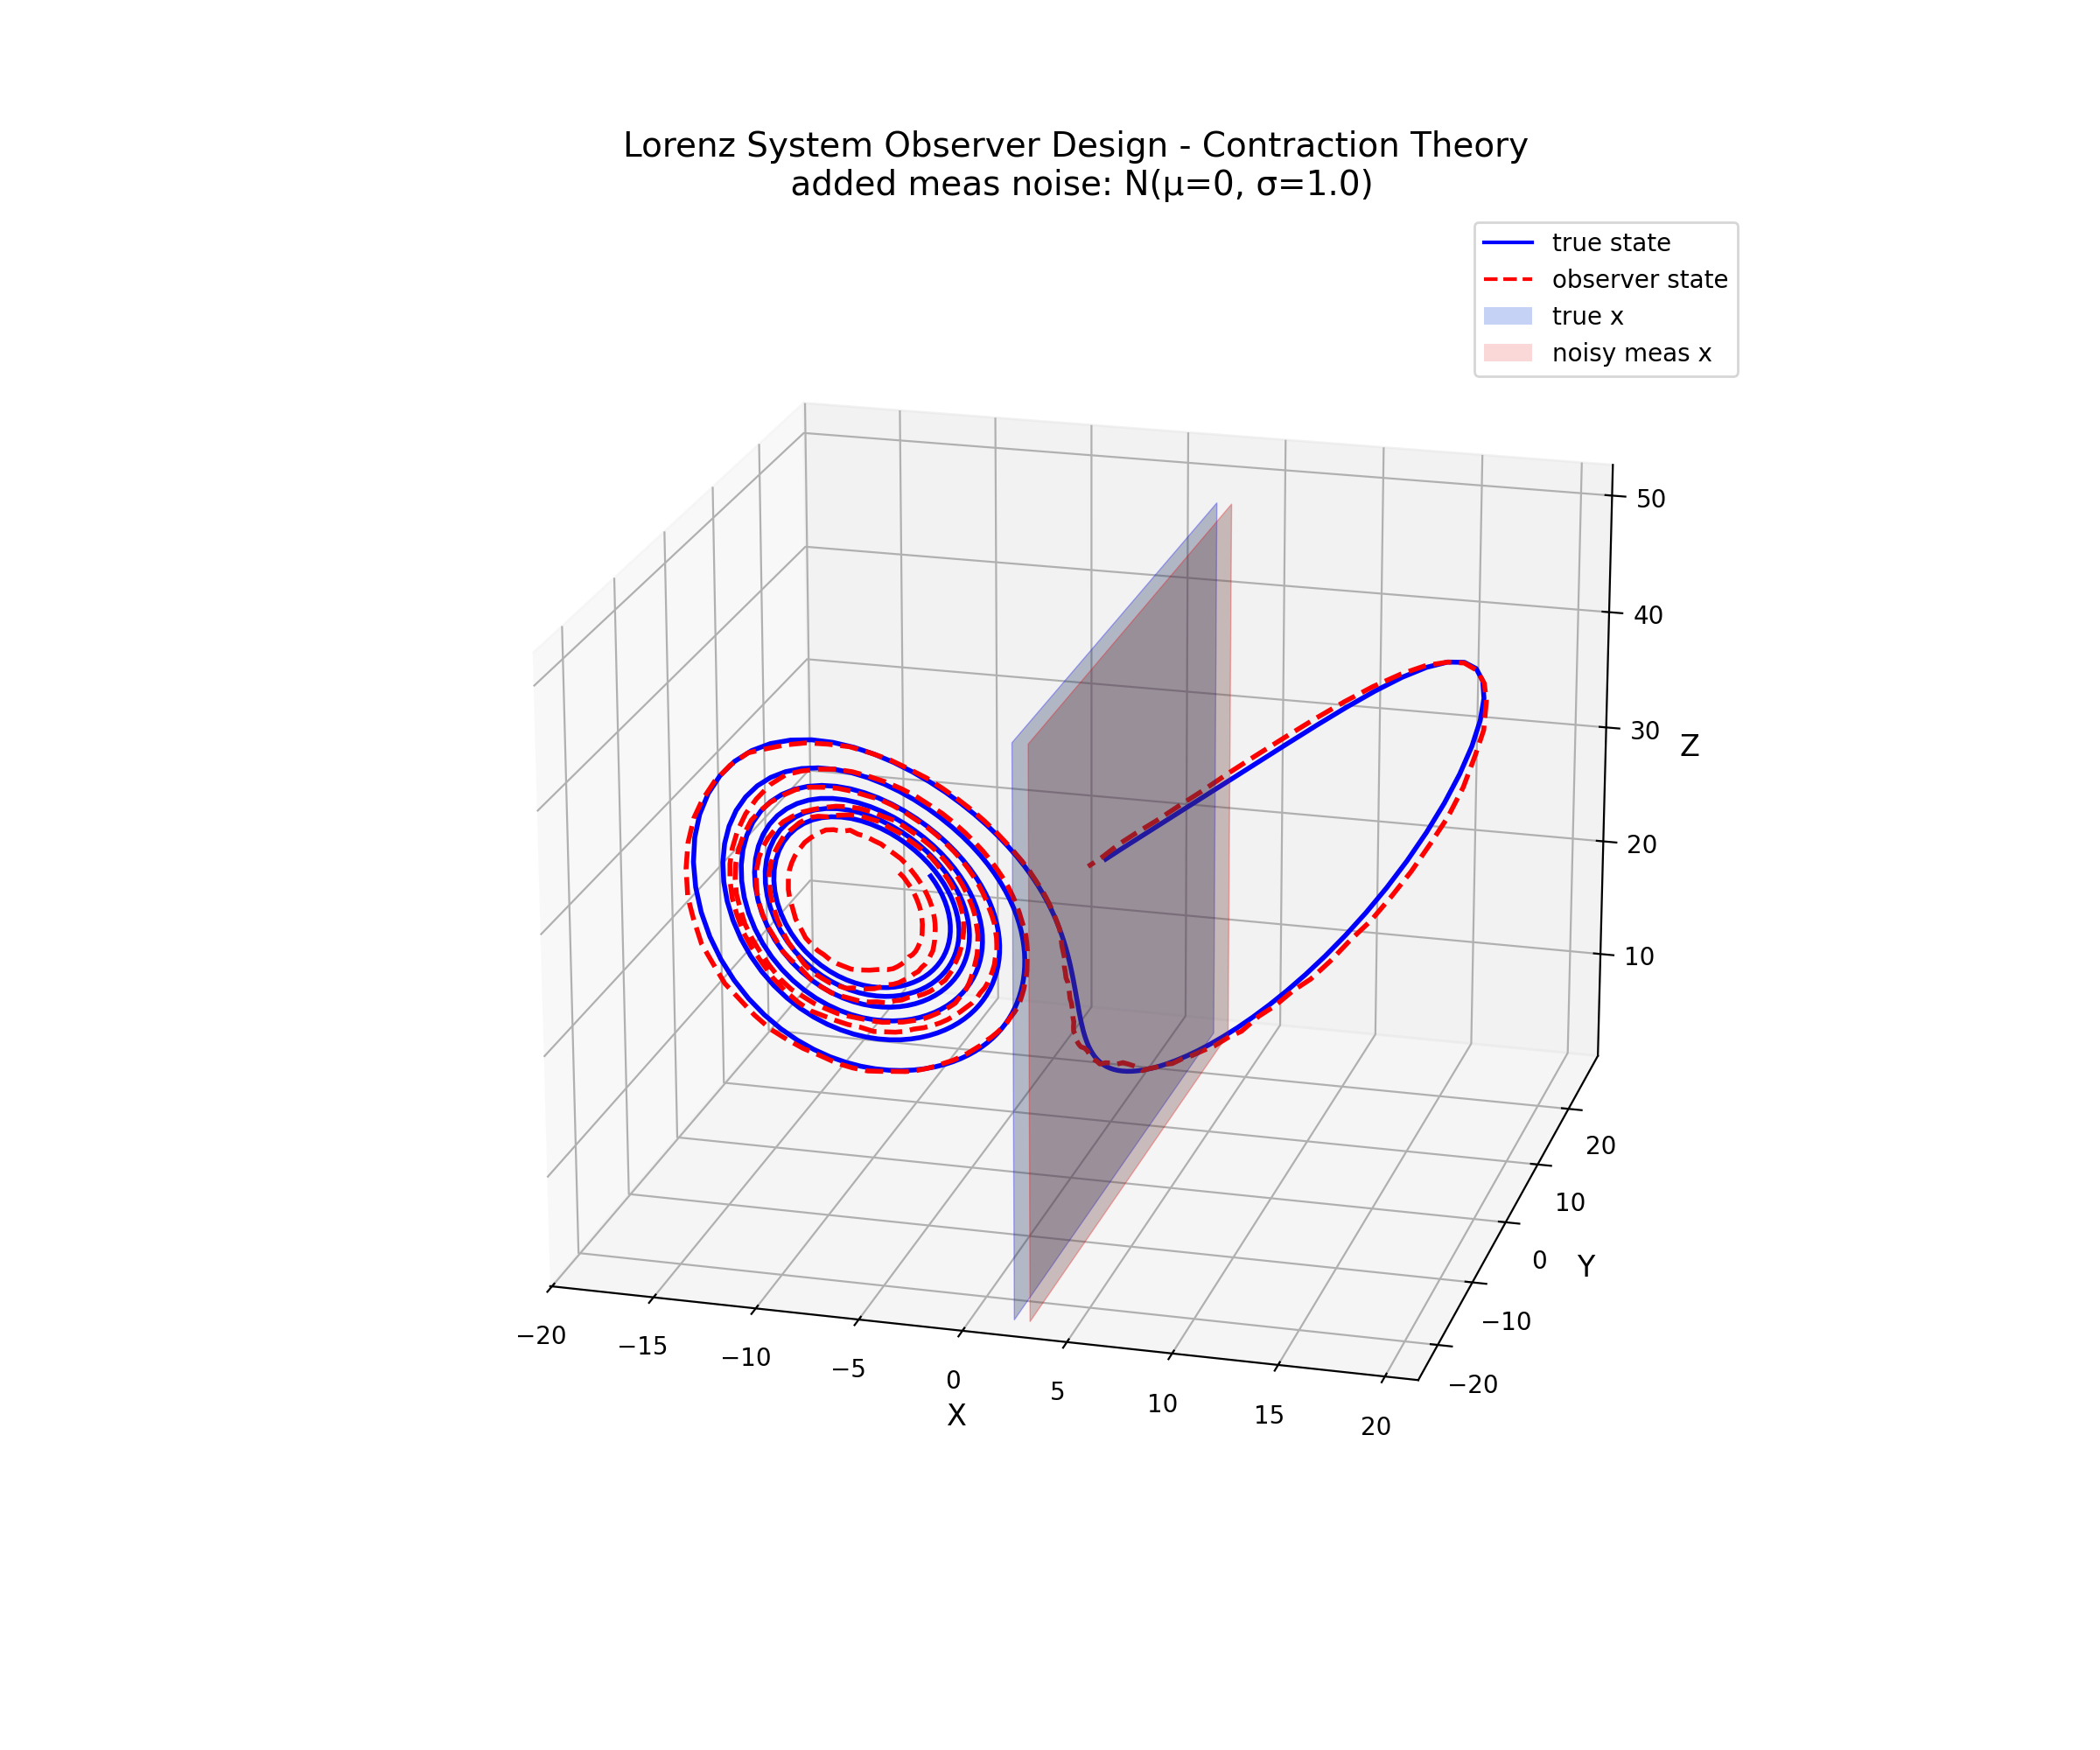 Lorenz System Observer Design - Contraction Theory
added meas noise: N(μ=0, σ=1.0)
true state
observer state
true x
noisy meas x
50
40
30
20
10
Z
20
10
0
−10
−20
Y
−20
−15
−10
−5
0
5
10
15
20
X